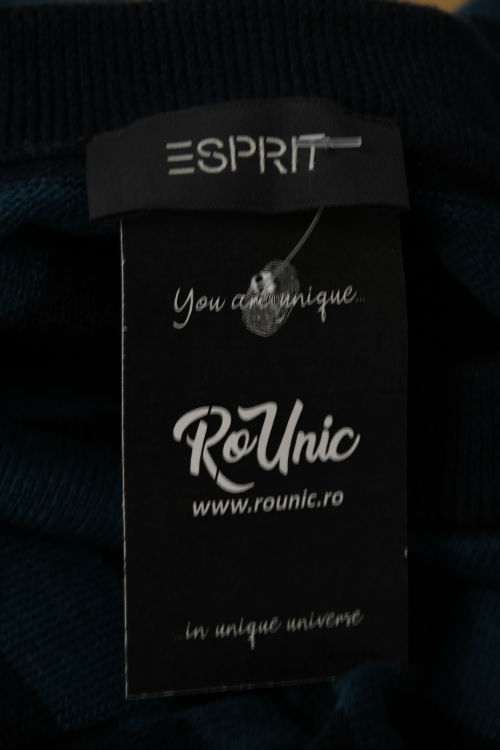 ESPRIT
You are unique...
RoUnic
www.rounic.ro
...in unique universe